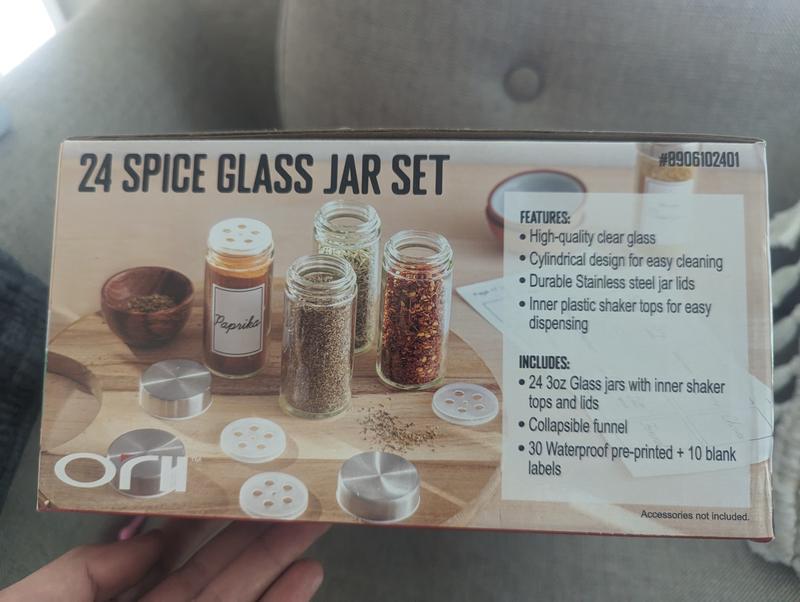 24 SPICE GLASS JAR SET
#8906102401
Paprika
FEATURES:
• High-quality clear glass
• Cylindrical design for easy cleaning
• Durable Stainless steel jar lids
• Inner plastic shaker tops for easy
dispensing
INCLUDES:
• 24 3oz Glass jars with inner shaker
tops and lids
• Collapsible funnel
• 30 Waterproof pre-printed + 10 blank
labels
Orii™
Accessories not included.